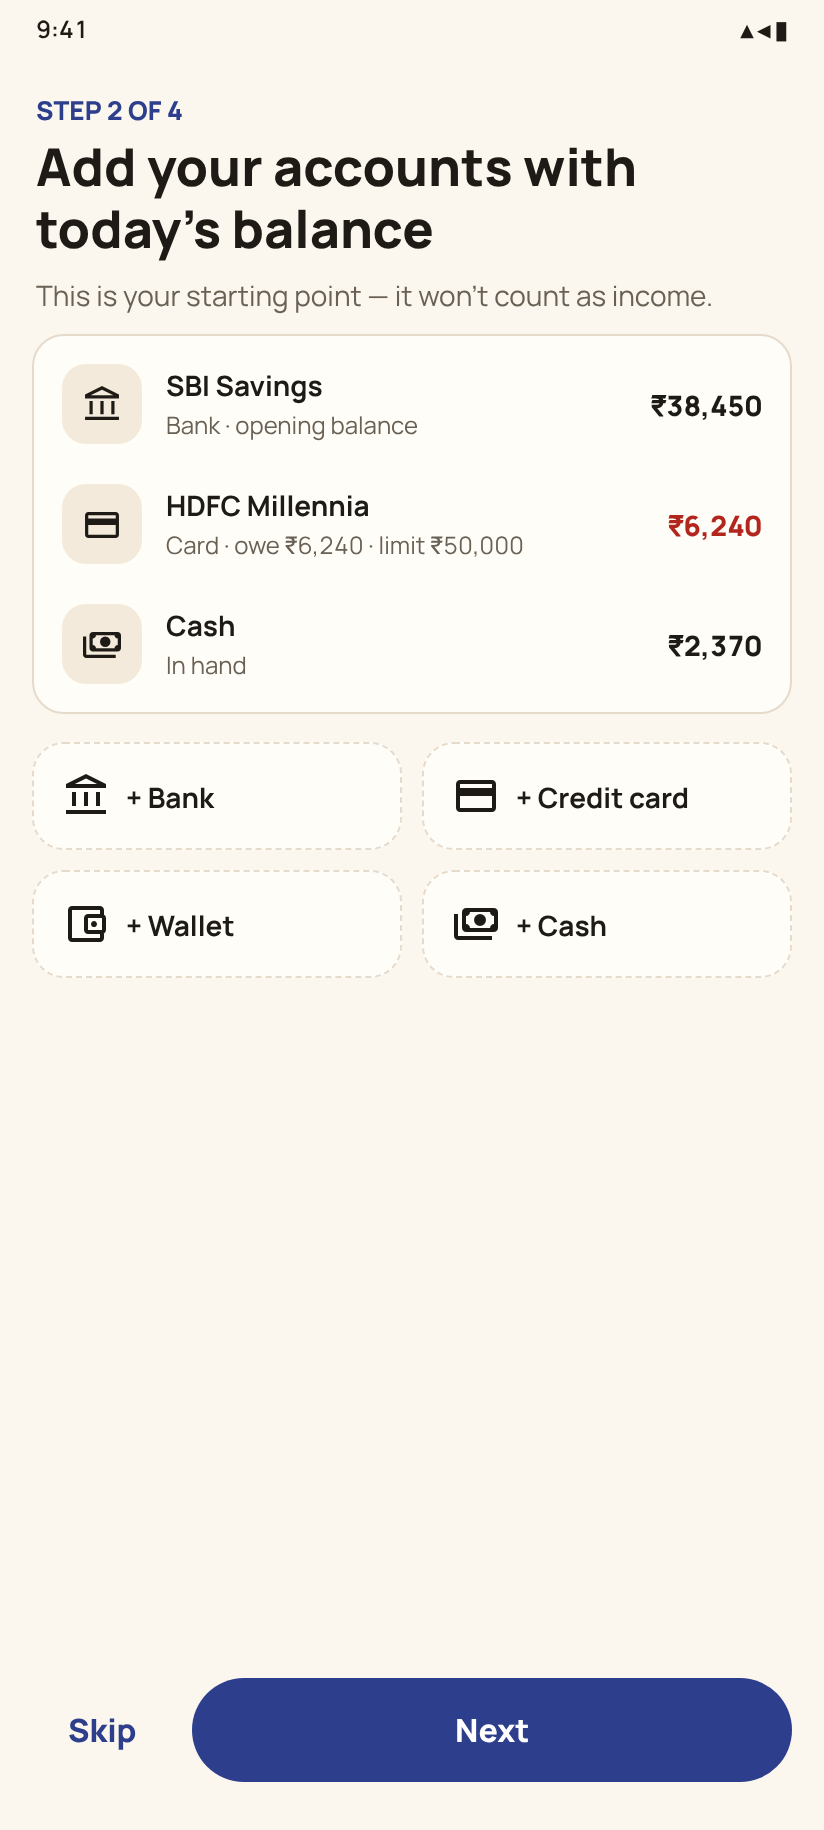 9:41
STEP 2 OF 4
Add your accounts with
today’s balance
This is your starting point — it won’t count as income.
SBI Savings
Bank · opening balance
₹38,450
HDFC Millennia
Card · owe ₹6,240 · limit ₹50,000
₹6,240
Cash
In hand
₹2,370
+ Bank
+ Credit card
+ Wallet
+ Cash
Skip
Next